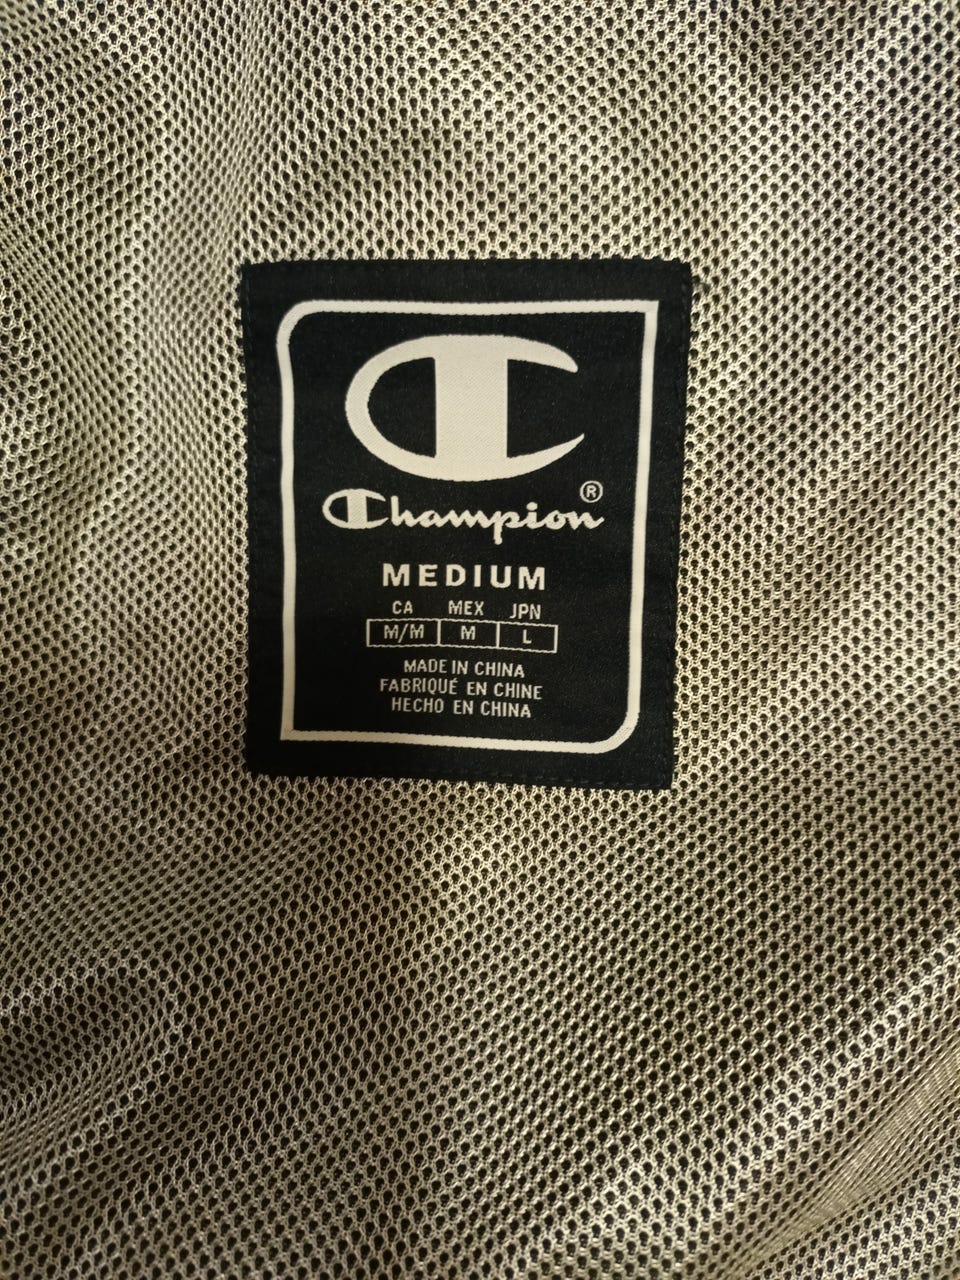 C
Champion®
MEDIUM
CA MEX JPN
M/M M L
MADE IN CHINA
FABRIQUÉ EN CHINE
HECHO EN CHINA